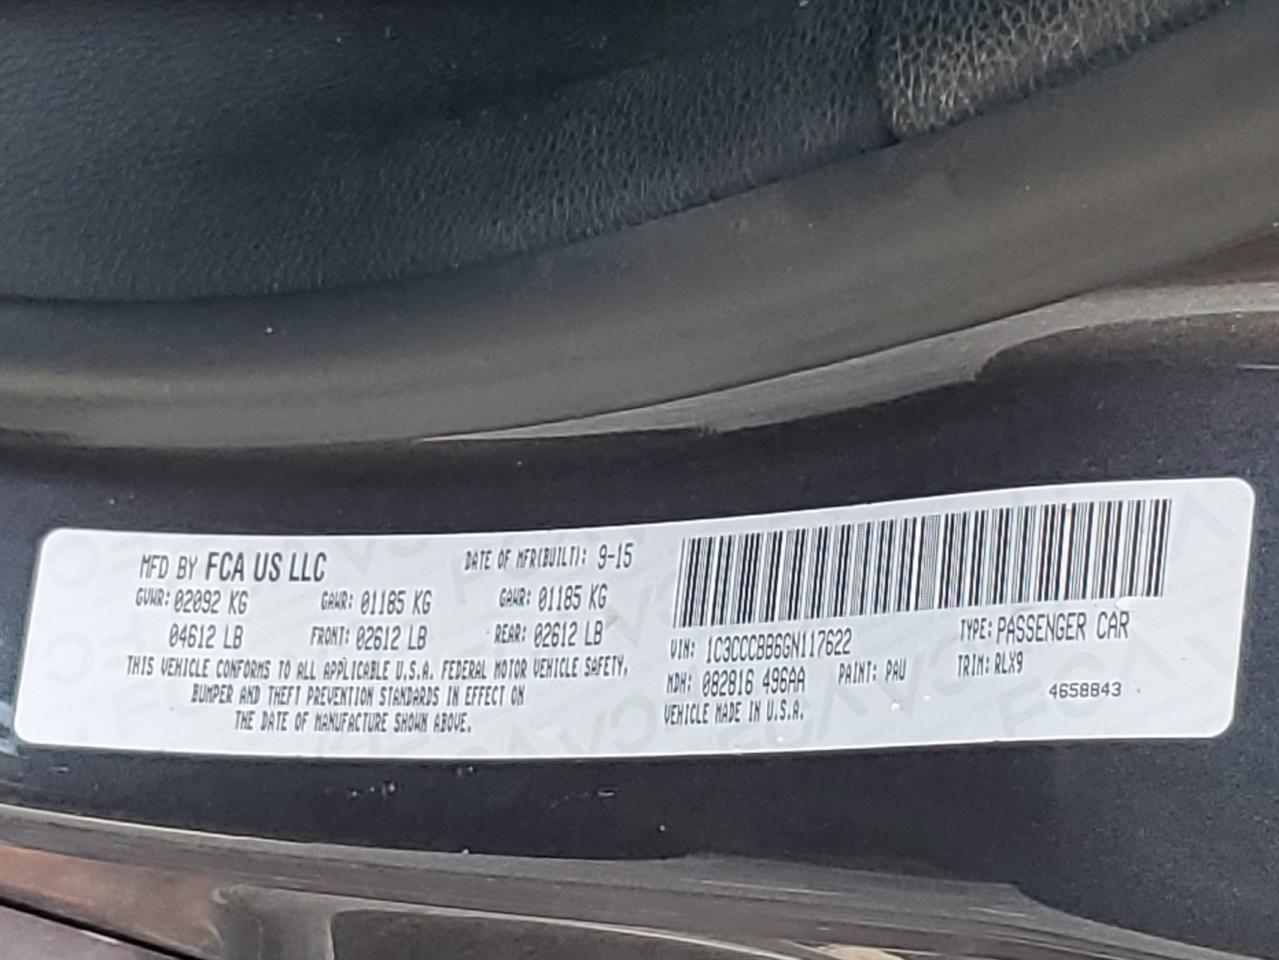 MFD BY FCA US LLC DATE OF MFR(BUILT): 9-15
GVWR: 02092 KG GAWR: 01185 KG GAWR: 01185 KG
04612 LB FRONT: 02612 LB REAR: 02612 LB
THIS VEHICLE CONFORMS TO ALL APPLICABLE U.S.A. FEDERAL MOTOR VEHICLE SAFETY,
BUMPER AND THEFT PREVENTION STANDARDS IN EFFECT ON
THE DATE OF MANUFACTURE SHOWN ABOVE.
VIN: 1C3CCCBB6GN117622 TYPE: PASSENGER CAR
MDH: 082816 496AA PAINT: PAU TRIM: RLX9
VEHICLE MADE IN U.S.A. 4658843